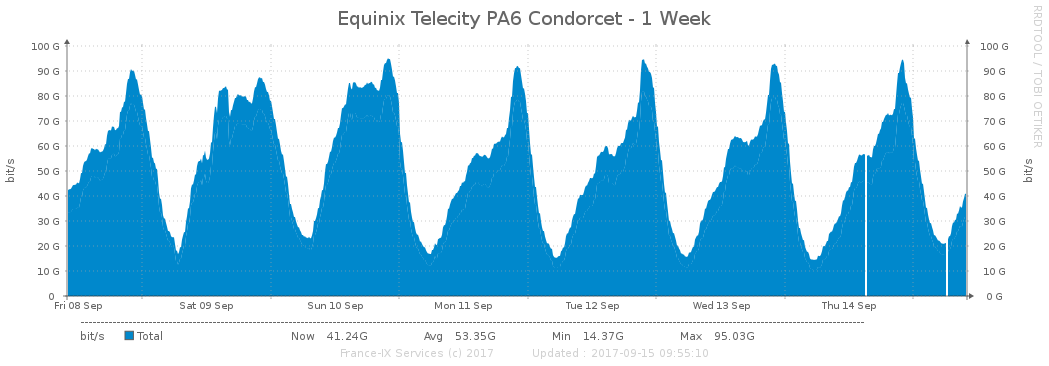 Equinix Telecity PA6 Condorcet - 1 Week
RRDTOOL / TOBI OETIKER
bit/s
100 G
90 G
80 G
70 G
60 G
50 G
40 G
30 G
20 G
10 G
0
100 G
90 G
80 G
70 G
60 G
50 G
40 G
30 G
20 G
10 G
0 G
bit/s
Fri 08 Sep Sat 09 Sep Sun 10 Sep Mon 11 Sep Tue 12 Sep Wed 13 Sep Thu 14 Sep
bit/s Total Now 41.24G Avg 53.35G Min 14.37G Max 95.03G
France-IX Services (c) 2017 Updated : 2017-09-15 09:55:10